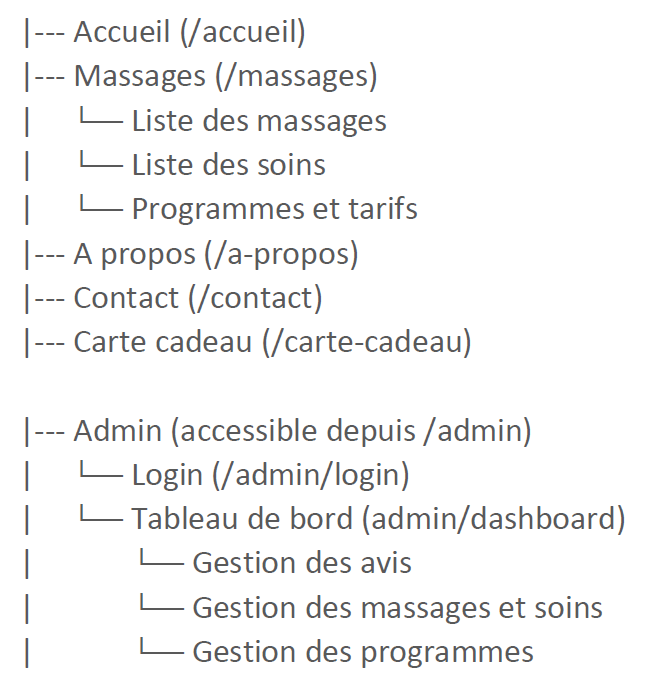 |--- Accueil (/accueil)
|--- Massages (/massages)
|     └── Liste des massages
|     └── Liste des soins
|     └── Programmes et tarifs
|--- A propos (/a-propos)
|--- Contact (/contact)
|--- Carte cadeau (/carte-cadeau)
|--- Admin (accessible depuis /admin)
|     └── Login (/admin/login)
|     └── Tableau de bord (admin/dashboard)
|          └── Gestion des avis
|          └── Gestion des massages et soins
|          └── Gestion des programmes